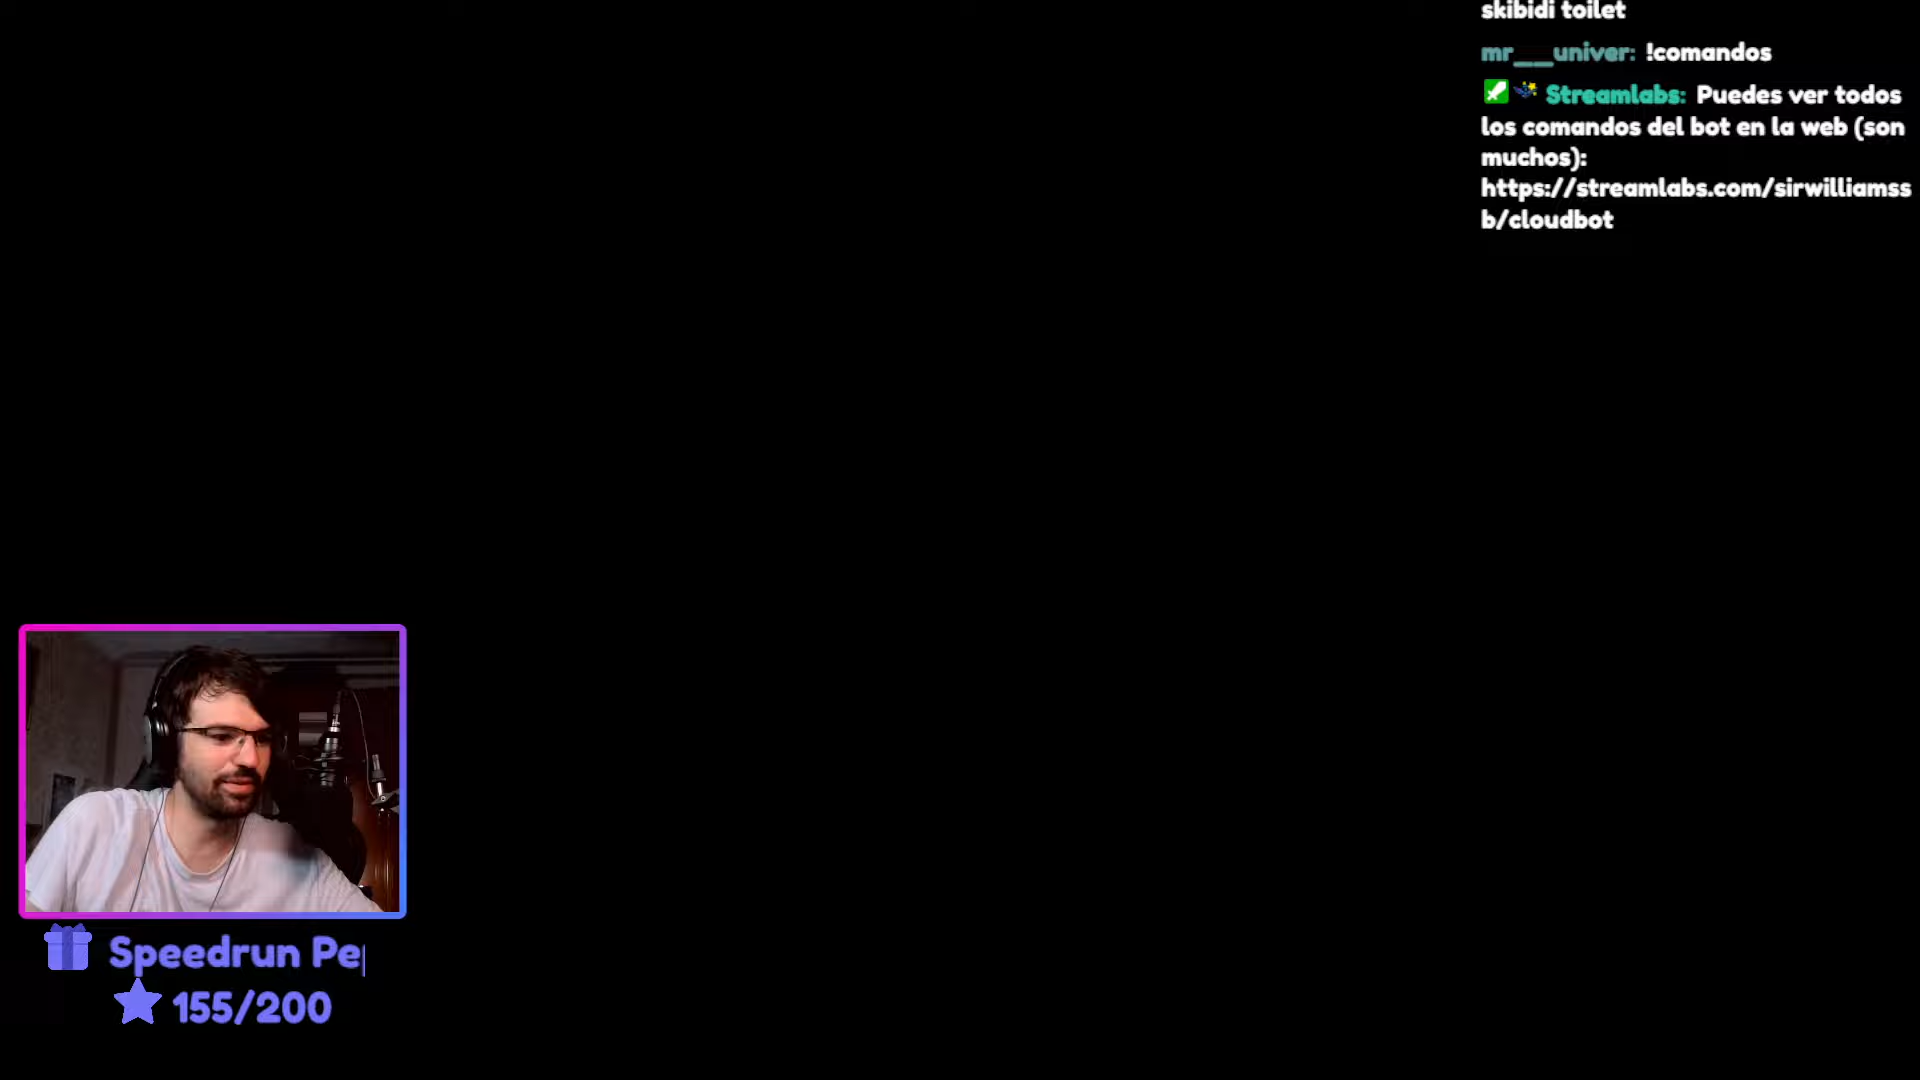 skibidi toilet
mr__univer: !comandos
Streamlabs: Puedes ver todos
los comandos del bot en la web (son
muchos):
https://streamlabs.com/sirwilliamss
b/cloudbot
Speedrun Pe
155/200